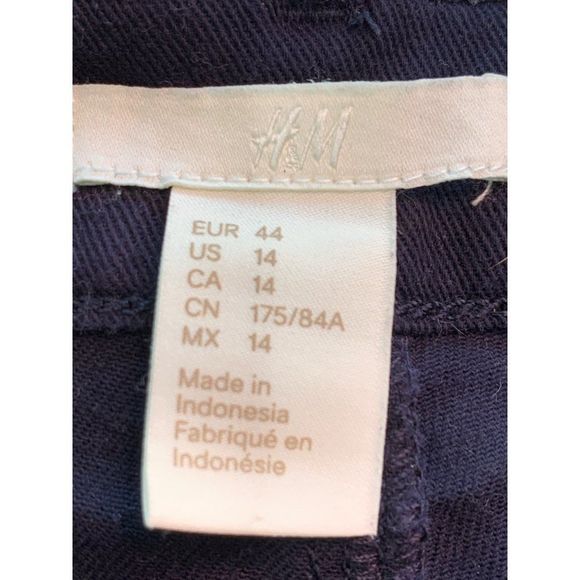 H&M
EUR 44
US 14
CA 14
CN 175/84A
MX 14
Made in
Indonesia
Fabriqué en
Indonésie